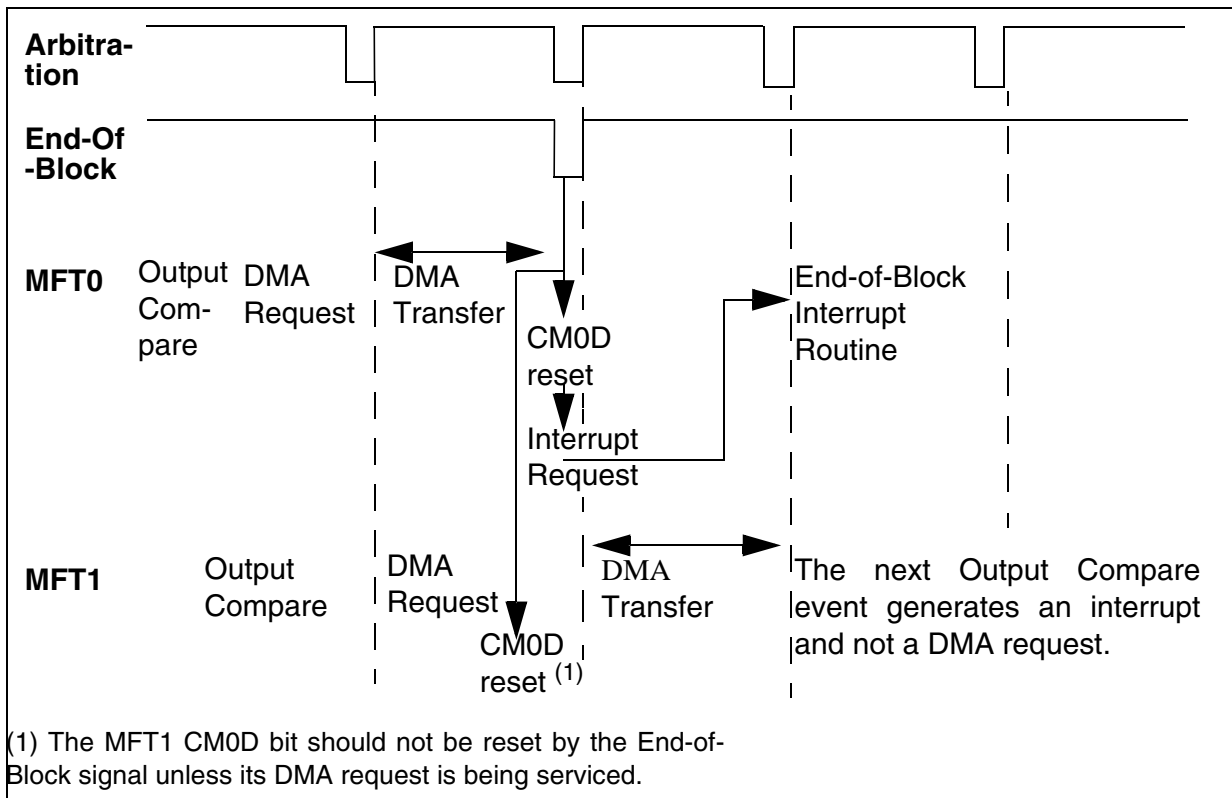 Arbitra-
tion
End-Of
-Block
MFT0
Output
Com-
pare
DMA
Request
DMA
Transfer
CM0D
reset
Interrupt
Request
End-of-Block
Interrupt
Routine
MFT1
Output
Compare
DMA
Request
CM0D
reset (1)
DMA
Transfer
The next Output Compare
event generates an interrupt
and not a DMA request.
(1) The MFT1 CM0D bit should not be reset by the End-of-
Block signal unless its DMA request is being serviced.